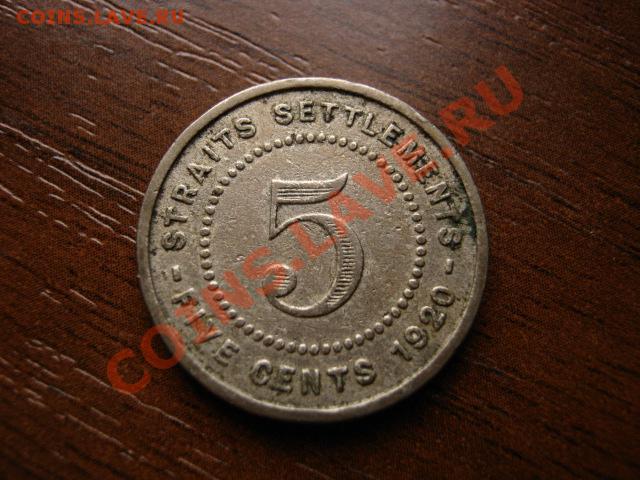 COINS.LAVE.RU
STRAITS SETTLEMENTS
5
- FIVE CENTS 1920 -
COINS.LAVE.RU